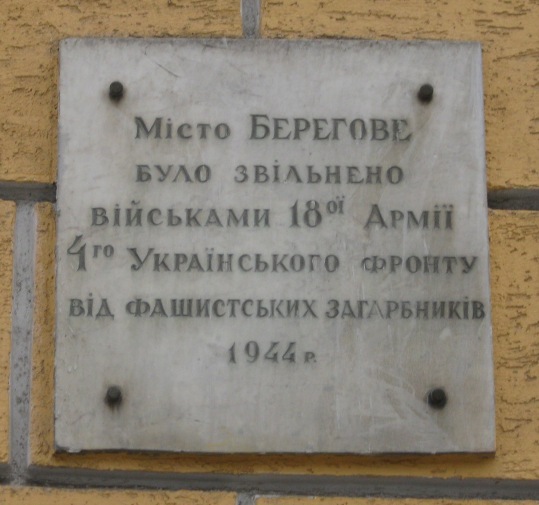 Місто БЕРЕГОВЕ
було звільнено
військами 18ої Армії
4го Українського фронту
від фашистських загарбників
1944 р.